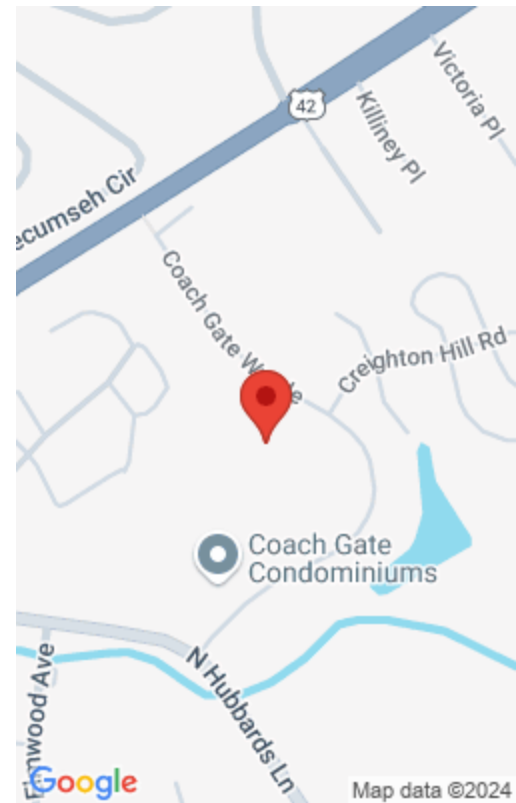 42
Victoria Pl
Killiney Pl
ecumseh Cir
Coach Gate W
le
Creighton Hill Rd
Coach Gate
Condominiums
N Hubbards Ln
wood Ave
Google
Map data ©2024